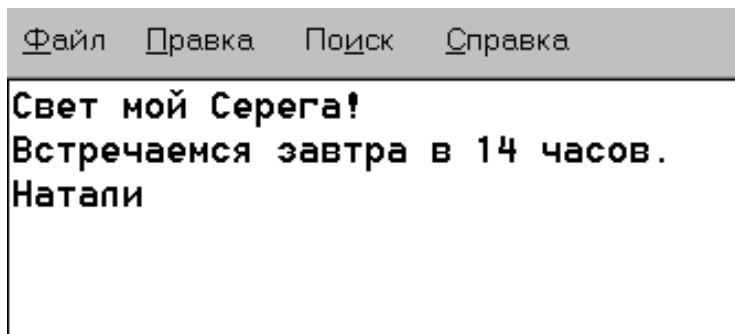 Файл Правка Поиск Справка
Свет мой Серега!
Встречаемся завтра в 14 часов.
Натали